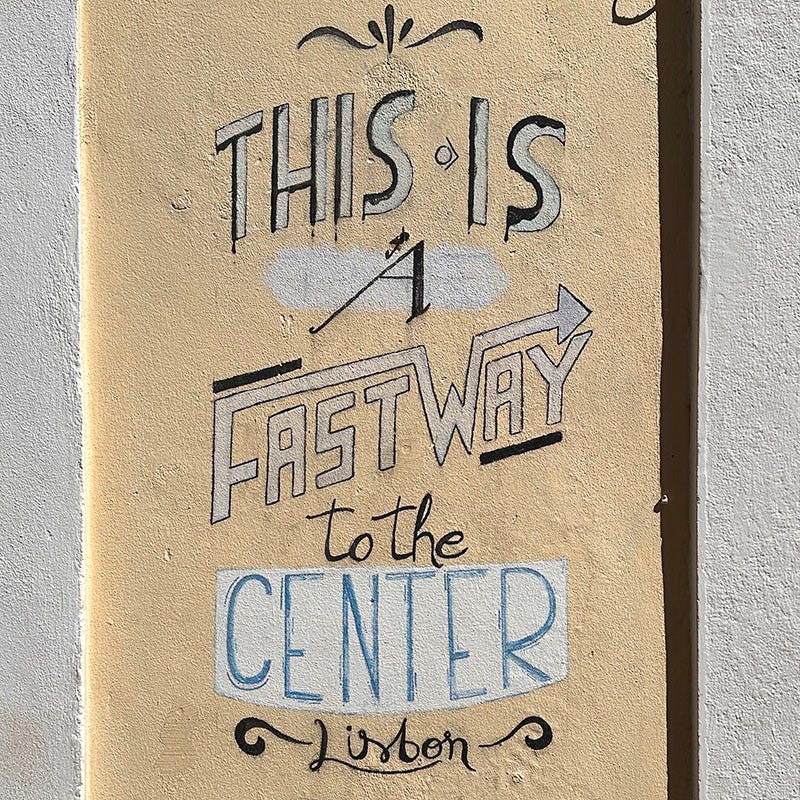 THIS · IS
A
FASTWAY
to the
CENTER
Lisbon